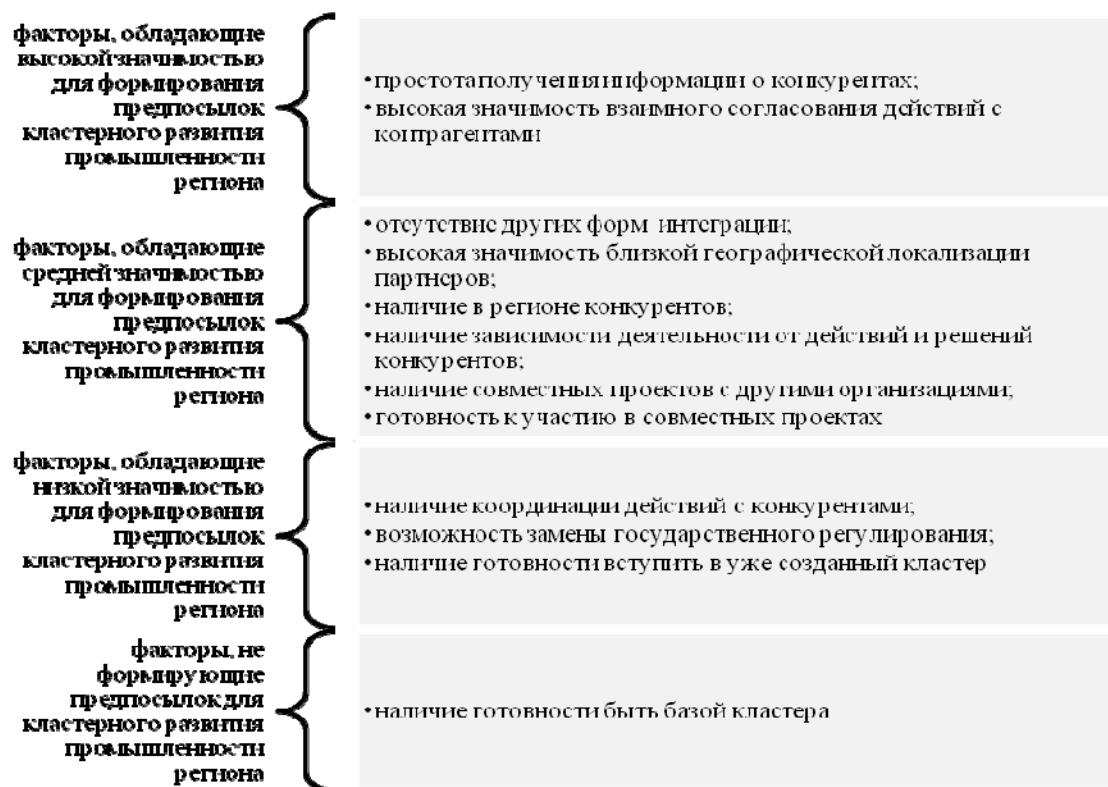 факторы, обладающие
высокой значимостью
для формирования
предпосылок
кластерного развития
промышленности
региона
• простота получения информации о конкурентах;
• высокая значимость взаимного согласования действий с
контрагентами
факторы, обладающие
средней значимостью
для формирования
предпосылок
кластерного развития
промышленности
региона
• отсутствие других форм интеграции;
• высокая значимость близкой географической локализации
партнеров;
• наличие в регионе конкурентов;
• наличие зависимости деятельности от действий и решений
конкурентов;
• наличие совместных проектов с другими организациями;
• готовность к участию в совместных проектах
факторы, обладающие
низкой значимостью
для формирования
предпосылок
кластерного развития
промышленности
региона
• наличие координации действий с конкурентами;
• возможность замены государственного регулирования;
• наличие готовности вступить в уже созданный кластер
факторы, не
формирующие
предпосылок для
кластерного развития
промышленности
региона
• наличие готовности быть базой кластера